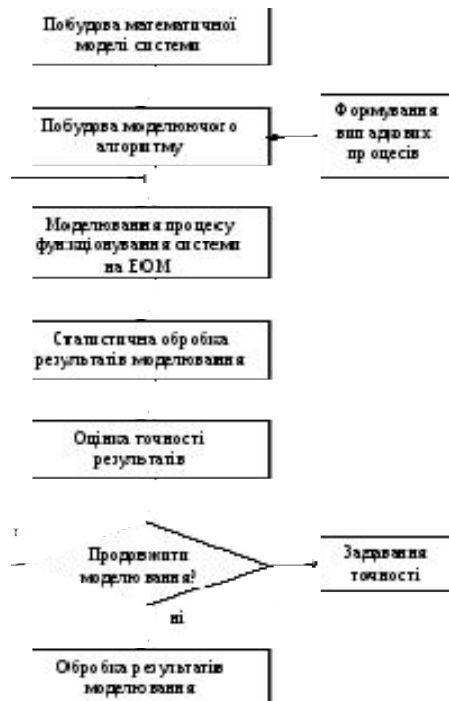 Побудова математичної
моделі системи
Побудова моделюючого
алгоритму
Формування
випадкових
процесів
Моделювання процесу
функціонування системи
на ЕОМ
Статистична обробка
результатів моделювання
Оцінка точності
результатів
Продовжити
моделювання?
Задавання
точності
ні
Обробка результатів
моделювання